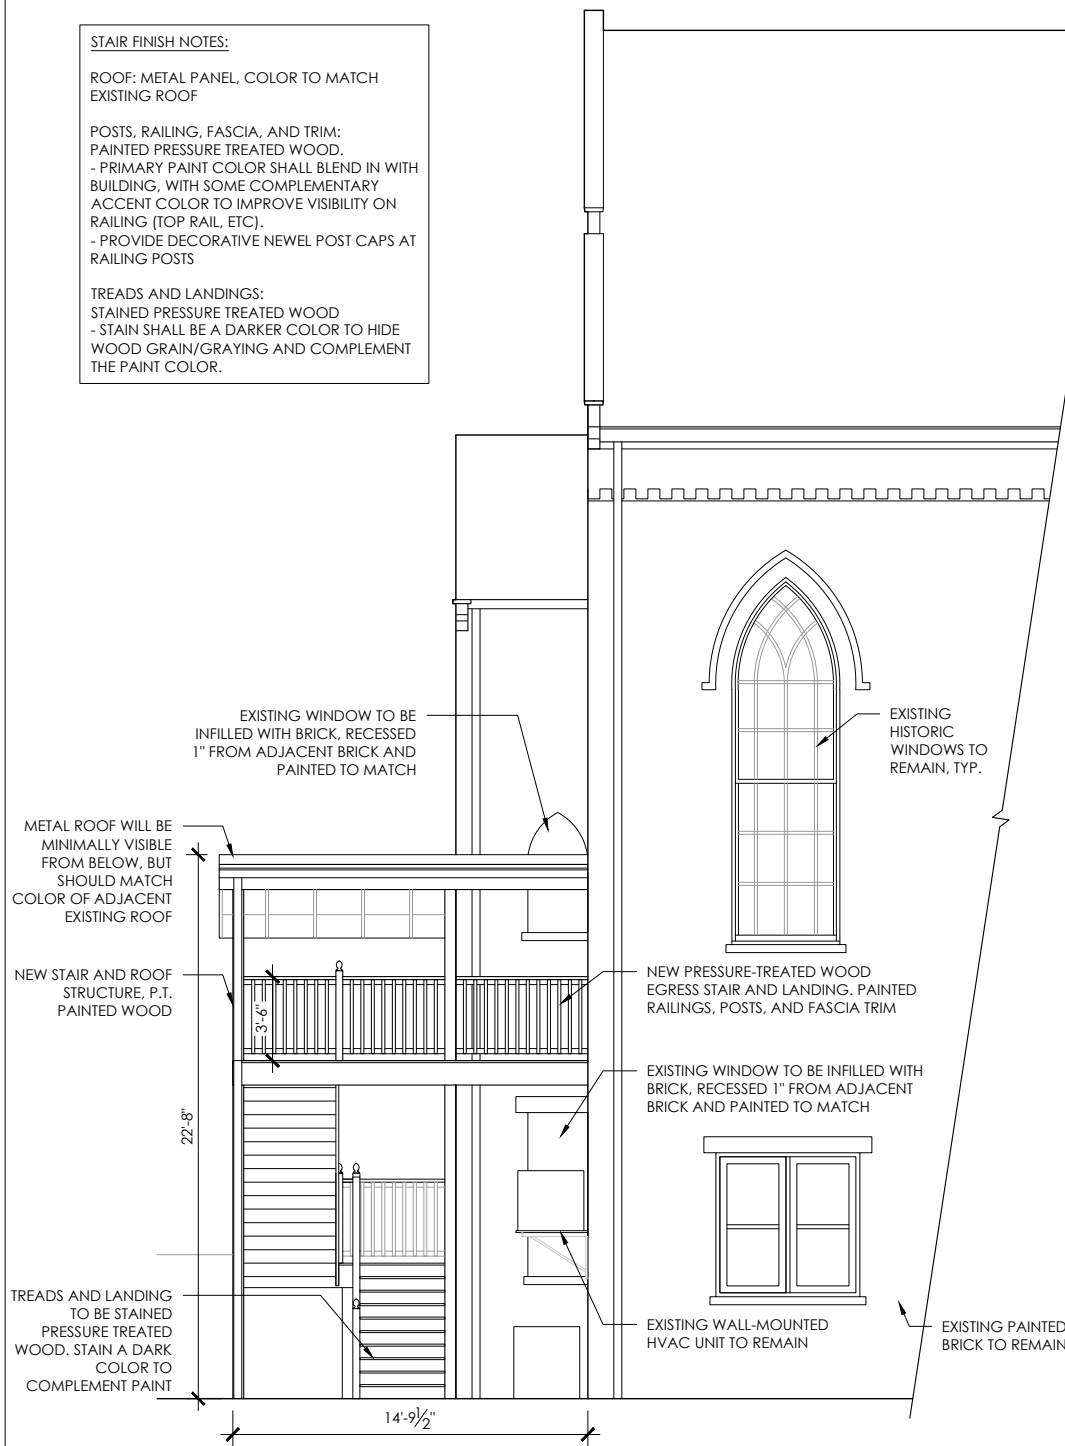 STAIR FINISH NOTES:
ROOF: METAL PANEL, COLOR TO MATCH
EXISTING ROOF
POSTS, RAILING, FASCIA, AND TRIM:
PAINTED PRESSURE TREATED WOOD.
- PRIMARY PAINT COLOR SHALL BLEND IN WITH
BUILDING, WITH SOME COMPLEMENTARY
ACCENT COLOR TO IMPROVE VISIBILITY ON
RAILING (TOP RAIL, ETC).
- PROVIDE DECORATIVE NEWEL POST CAPS AT
RAILING POSTS
TREADS AND LANDINGS:
STAINED PRESSURE TREATED WOOD
- STAIN SHALL BE A DARKER COLOR TO HIDE
WOOD GRAIN/GRAYING AND COMPLEMENT
THE PAINT COLOR.
EXISTING WINDOW TO BE
INFILLED WITH BRICK, RECESSED
1" FROM ADJACENT BRICK AND
PAINTED TO MATCH
EXISTING
HISTORIC
WINDOWS TO
REMAIN, TYP.
METAL ROOF WILL BE
MINIMALLY VISIBLE
FROM BELOW, BUT
SHOULD MATCH
COLOR OF ADJACENT
EXISTING ROOF
NEW STAIR AND ROOF
STRUCTURE, P.T.
PAINTED WOOD
3'-6"
NEW PRESSURE-TREATED WOOD
EGRESS STAIR AND LANDING. PAINTED
RAILINGS, POSTS, AND FASCIA TRIM
EXISTING WINDOW TO BE INFILLED WITH
BRICK, RECESSED 1" FROM ADJACENT
BRICK AND PAINTED TO MATCH
22'-8"
TREADS AND LANDING
TO BE STAINED
PRESSURE TREATED
WOOD. STAIN A DARK
COLOR TO
COMPLEMENT PAINT
EXISTING WALL-MOUNTED
HVAC UNIT TO REMAIN
EXISTING PAINTED
BRICK TO REMAIN
14'-9½"